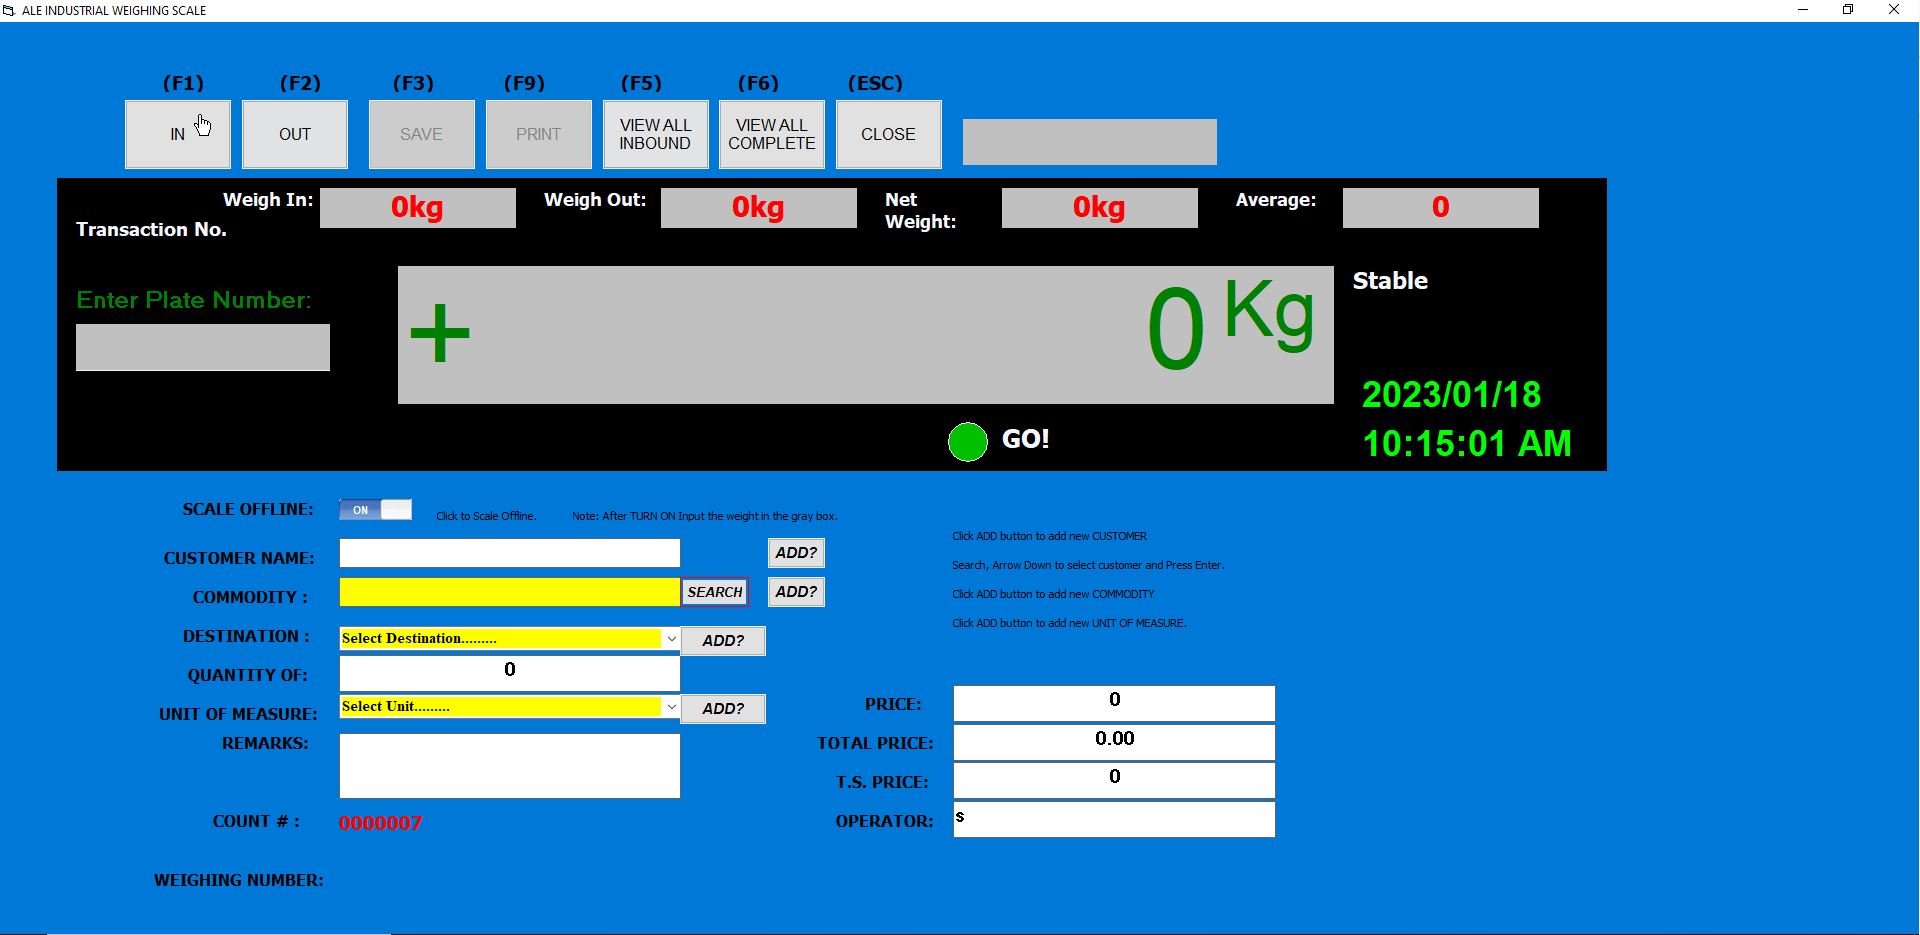 ALE INDUSTRIAL WEIGHING SCALE
(F1) (F2) (F3) (F9) (F5) (F6) (ESC)
IN
OUT
SAVE
PRINT
VIEW ALL
INBOUND
VIEW ALL
COMPLETE
CLOSE
Weigh In: 0kg
Weigh Out: 0kg
Net
Weight:
0kg
Average: 0
Transaction No.
Enter Plate Number:
+ 0 Kg
Stable
2023/01/18
10:15:01 AM
GO!
SCALE OFFLINE: ON Click to Scale Offline. Note: After TURN ON Input the weight in the gray box.
CUSTOMER NAME: ADD?
COMMODITY : SEARCH ADD?
DESTINATION : Select Destination......... ADD?
QUANTITY OF: 0
UNIT OF MEASURE: Select Unit......... ADD?
REMARKS:
COUNT # : 0000007
WEIGHING NUMBER:
Click ADD button to add new CUSTOMER
Search, Arrow Down to select customer and Press Enter.
Click ADD button to add new COMMODITY
Click ADD button to add new UNIT OF MEASURE.
PRICE: 0
TOTAL PRICE: 0.00
T.S. PRICE: 0
OPERATOR: s